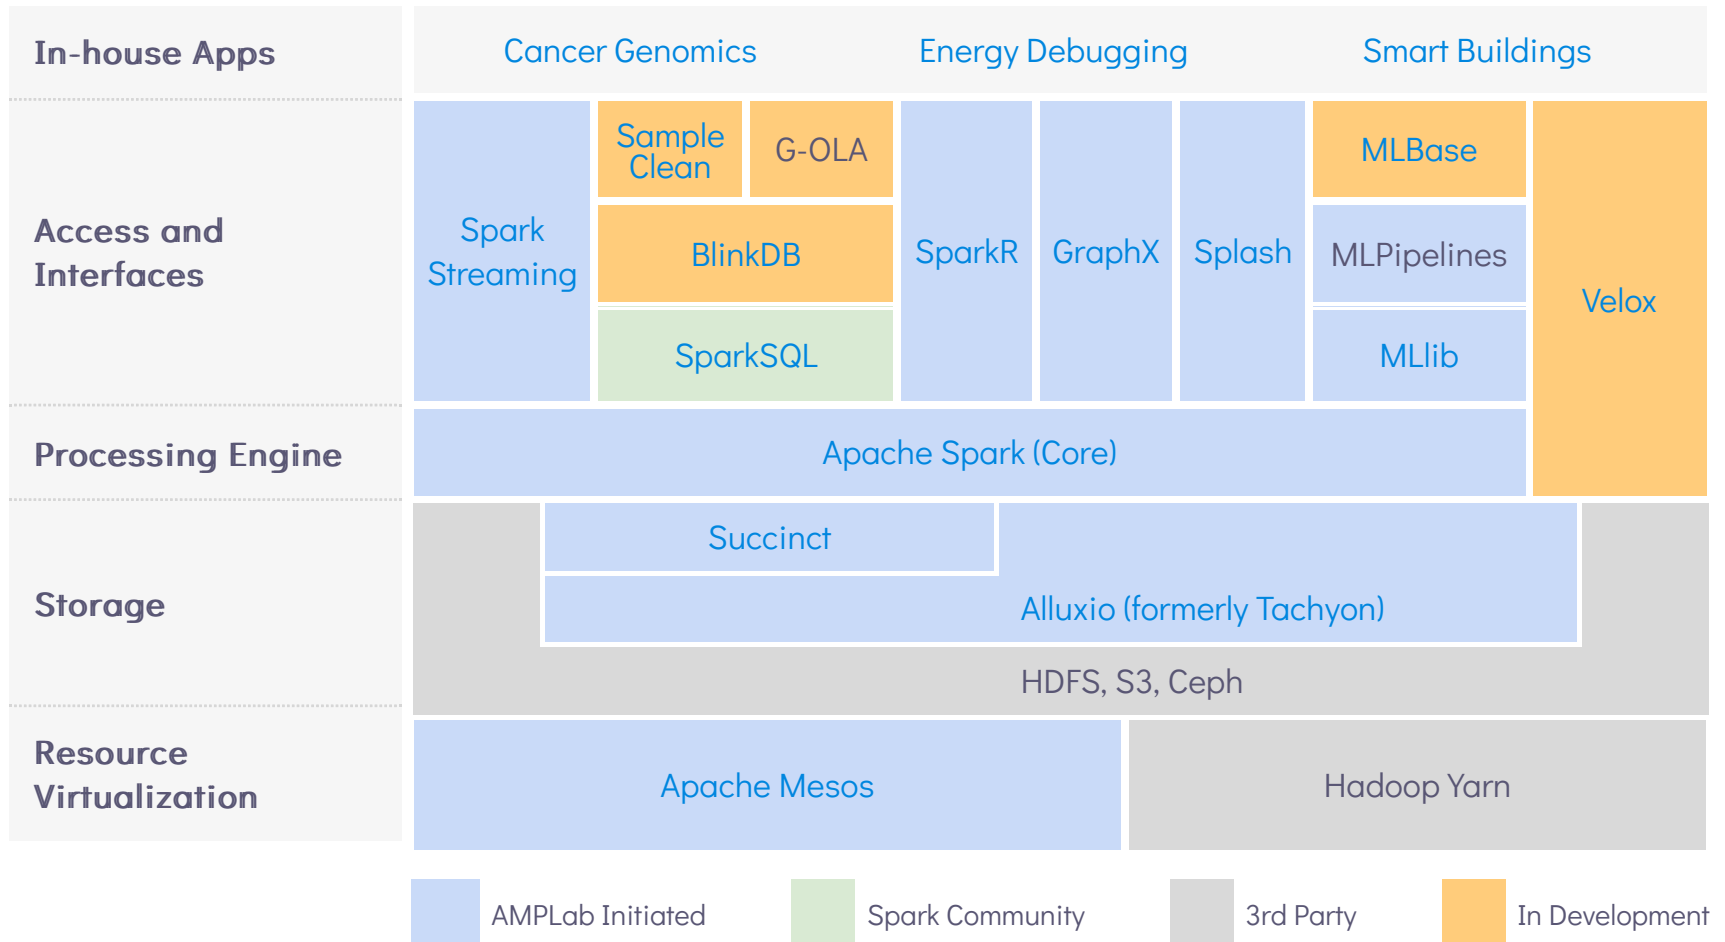 In-house Apps
Cancer Genomics
Energy Debugging
Smart Buildings
Access and
Interfaces
Spark
Streaming
Sample
Clean
G-OLA
BlinkDB
SparkSQL
SparkR
GraphX
Splash
MLBase
MLPipelines
MLlib
Velox
Processing Engine
Apache Spark (Core)
Storage
Succinct
Alluxio (formerly Tachyon)
HDFS, S3, Ceph
Resource
Virtualization
Apache Mesos
Hadoop Yarn
AMPLab Initiated
Spark Community
3rd Party
In Development